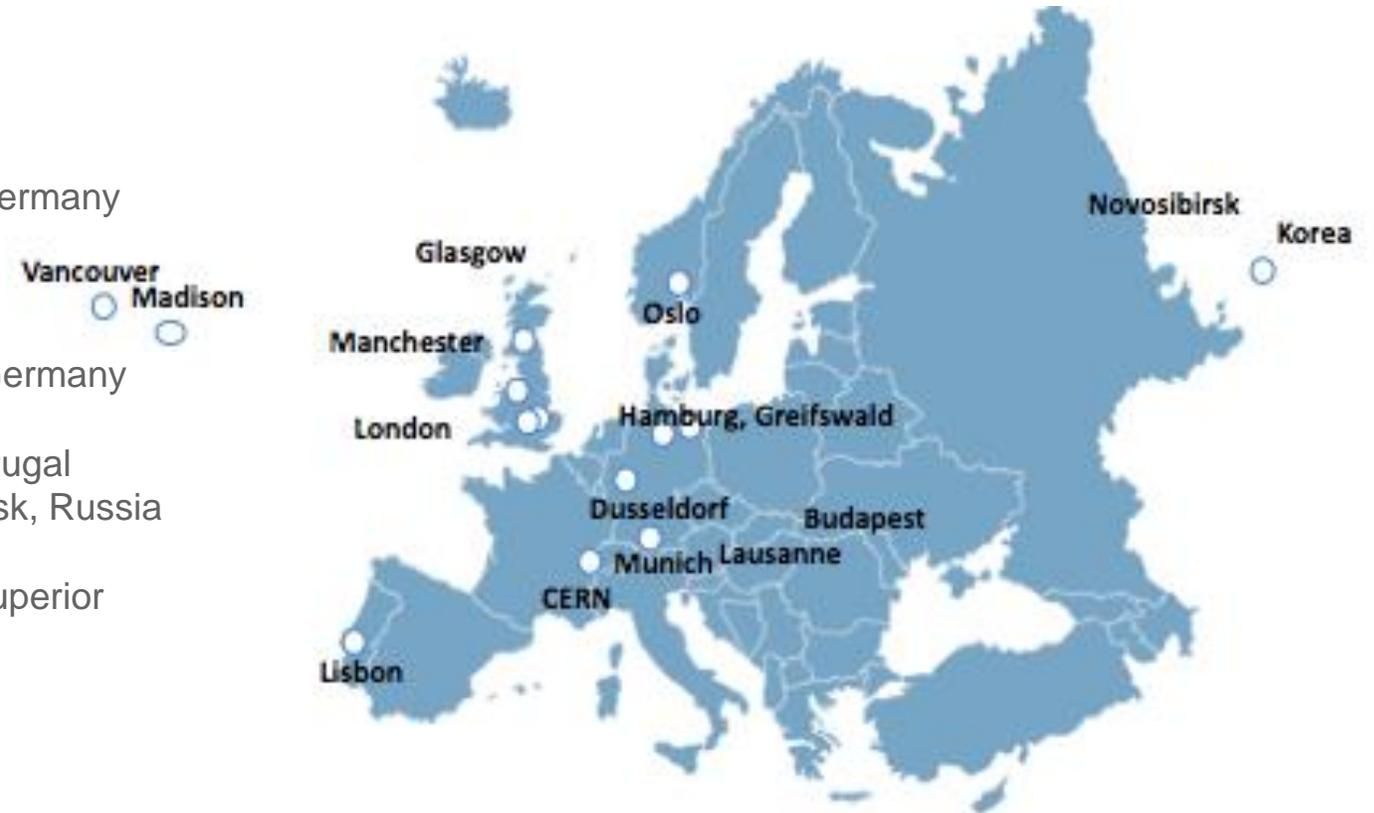 ermany
ermany
ugal
sk, Russia
uperior
Vancouver
Madison
Glasgow
Manchester
London
Oslo
Hamburg, Greifswald
Dusseldorf
Munich
Lausanne
Budapest
CERN
Lisbon
Novosibirsk
Korea